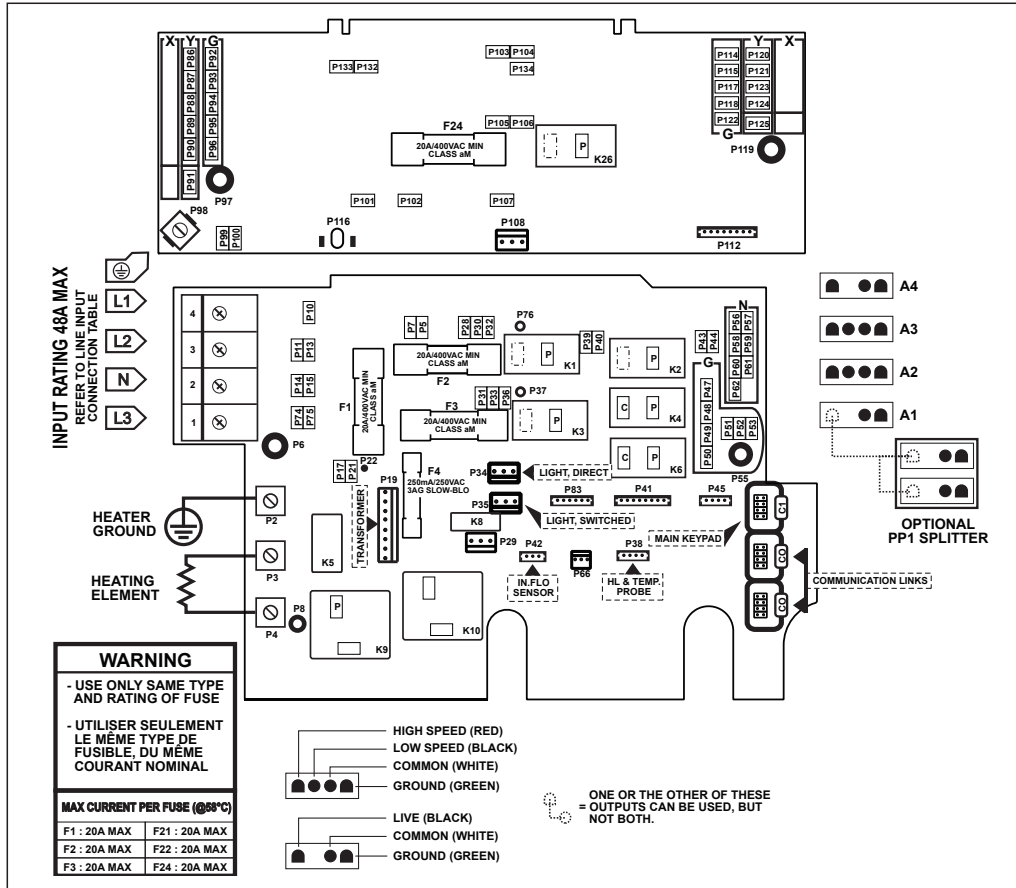 X Y G
P86
P87
P88
P89
P90
P91
P92
P93
P94
P95
P96
P97
P98
P99
P100
P133 P132
P103 P104
P134
P105 P106
F24
20A/400VAC MIN
CLASS aM
P
K26
P101
P102
P107
P116
P108
P112
Y X
P114 P120
P115 P121
P117 P123
P118 P124
P122 P125
G
P119
INPUT RATING 48A MAX
REFER TO LINE INPUT
CONNECTION TABLE
L1
L2
N
L3
4
3
2
1
P10
P11 P13
P14 P15
P74 P75
P6
F1
20A/400VAC MIN
CLASS aM
P7 P5
P28 P30 P32
20A/400VAC MIN
CLASS aM
F2
P31 P33 P36
F3
20A/400VAC MIN
CLASS aM
P76
P
K1
P37
P
K3
P39 P40
P
K2
C P
K4
C P
K6
P43 P44
N
P56 P57
P58 P59
P60 P61
P62
G
P47
P48
P49
P50
P51 P52 P53
P55
P17 P21
P22
P19
TRANSFORMER
F4
250mA/250VAC
3AG SLOW-BLO
P34
LIGHT, DIRECT
P35
LIGHT, SWITCHED
K8
P29
P83
P41
P45
MAIN KEYPAD
P42
IN.FLO
SENSOR
P66
P38
HL & TEMP.
PROBE
C1
CO
CO
COMMUNICATION LINKS
HEATER
GROUND
P2
HEATING
ELEMENT
P3
P4
K5
P8
P
K9
K10
A4
A3
A2
A1
OPTIONAL
PP1 SPLITTER
WARNING
- USE ONLY SAME TYPE
AND RATING OF FUSE
- UTILISER SEULEMENT
LE MÊME TYPE DE
FUSIBLE, DU MÊME
COURANT NOMINAL
MAX CURRENT PER FUSE (@58°C)
F1 : 20A MAX F21 : 20A MAX
F2 : 20A MAX F22 : 20A MAX
F3 : 20A MAX F24 : 20A MAX
HIGH SPEED (RED)
LOW SPEED (BLACK)
COMMON (WHITE)
GROUND (GREEN)
LIVE (BLACK)
COMMON (WHITE)
GROUND (GREEN)
ONE OR THE OTHER OF THESE
= OUTPUTS CAN BE USED, BUT
NOT BOTH.